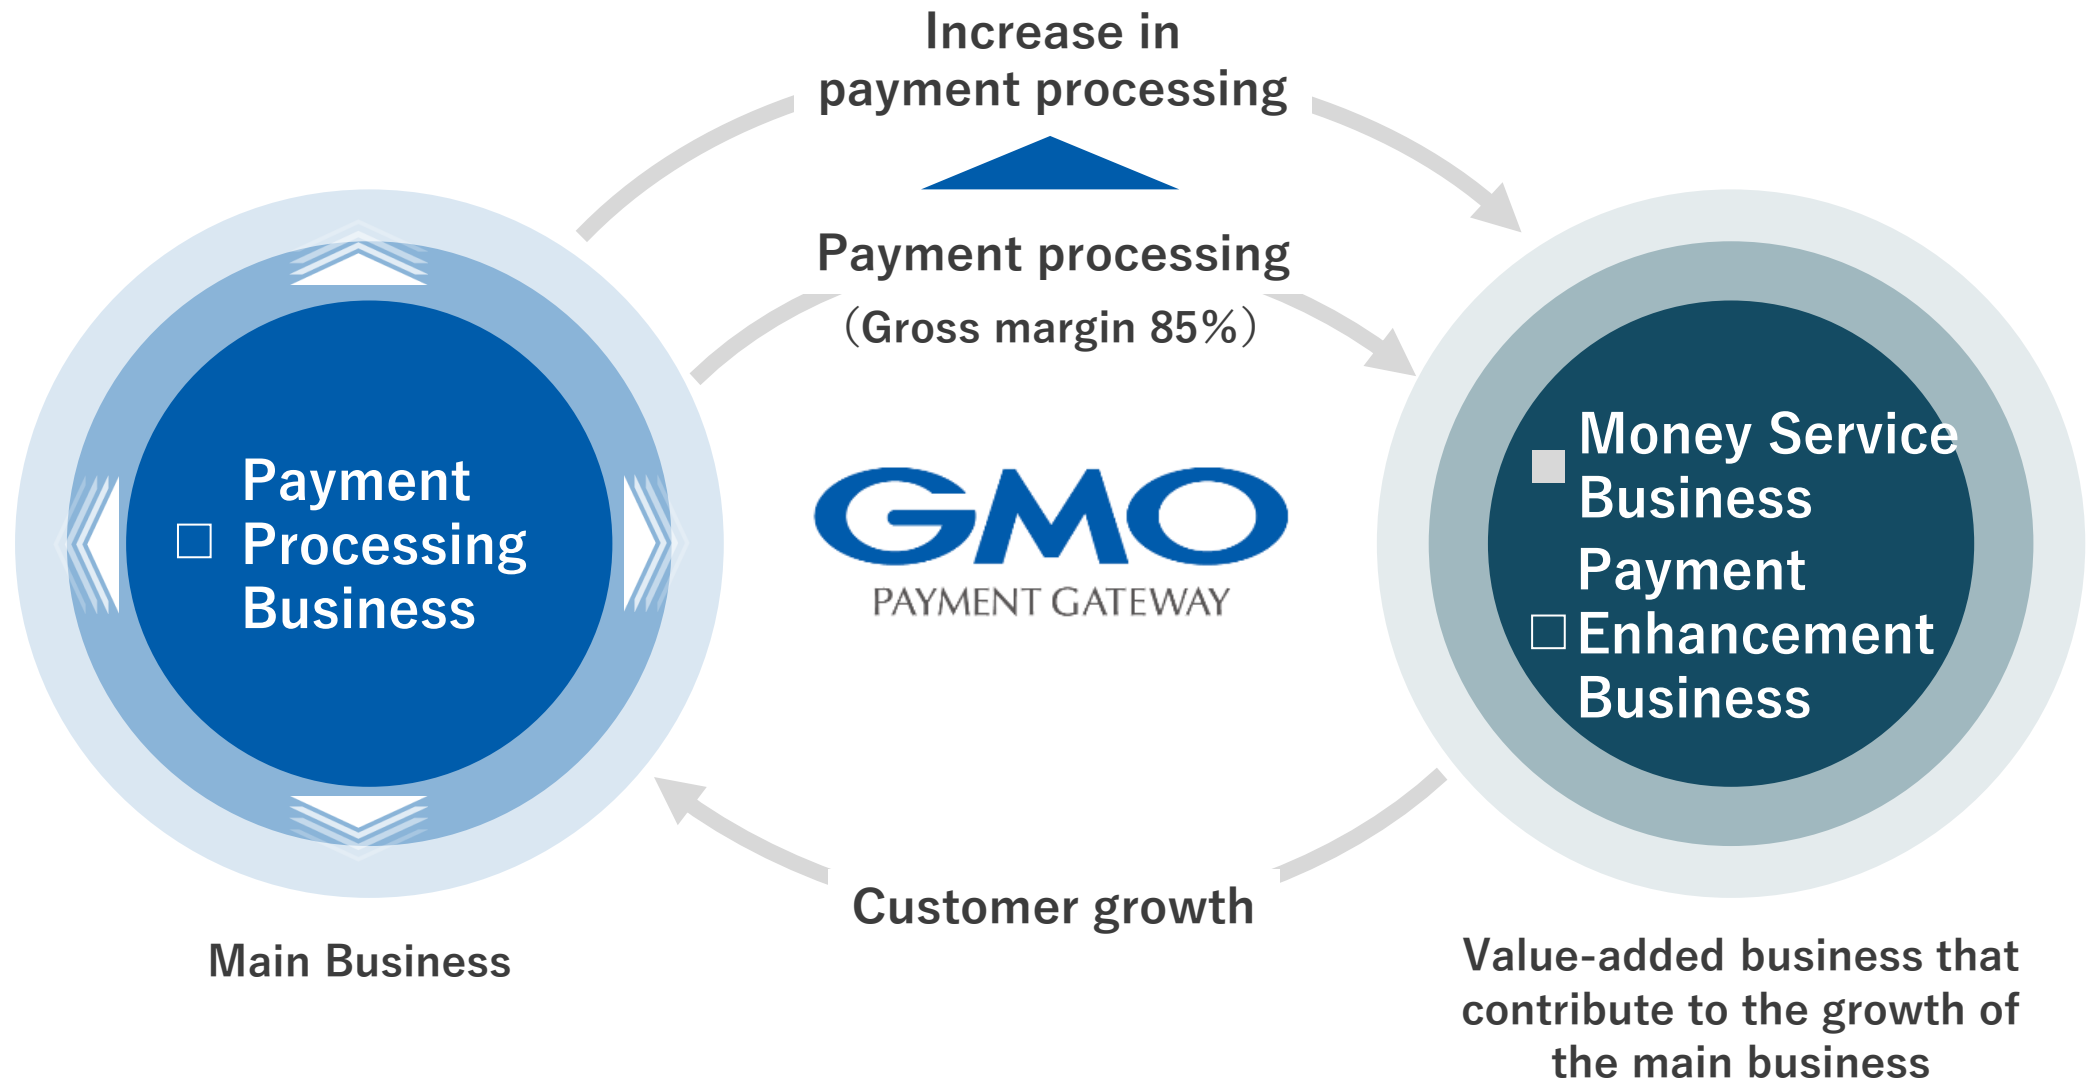 Increase in
payment processing
Payment processing
（Gross margin 85%）
Payment
Processing
Business
GMO
PAYMENT GATEWAY
Money Service
Business
Payment
Enhancement
Business
Customer growth
Main Business
Value-added business that
contribute to the growth of
the main business